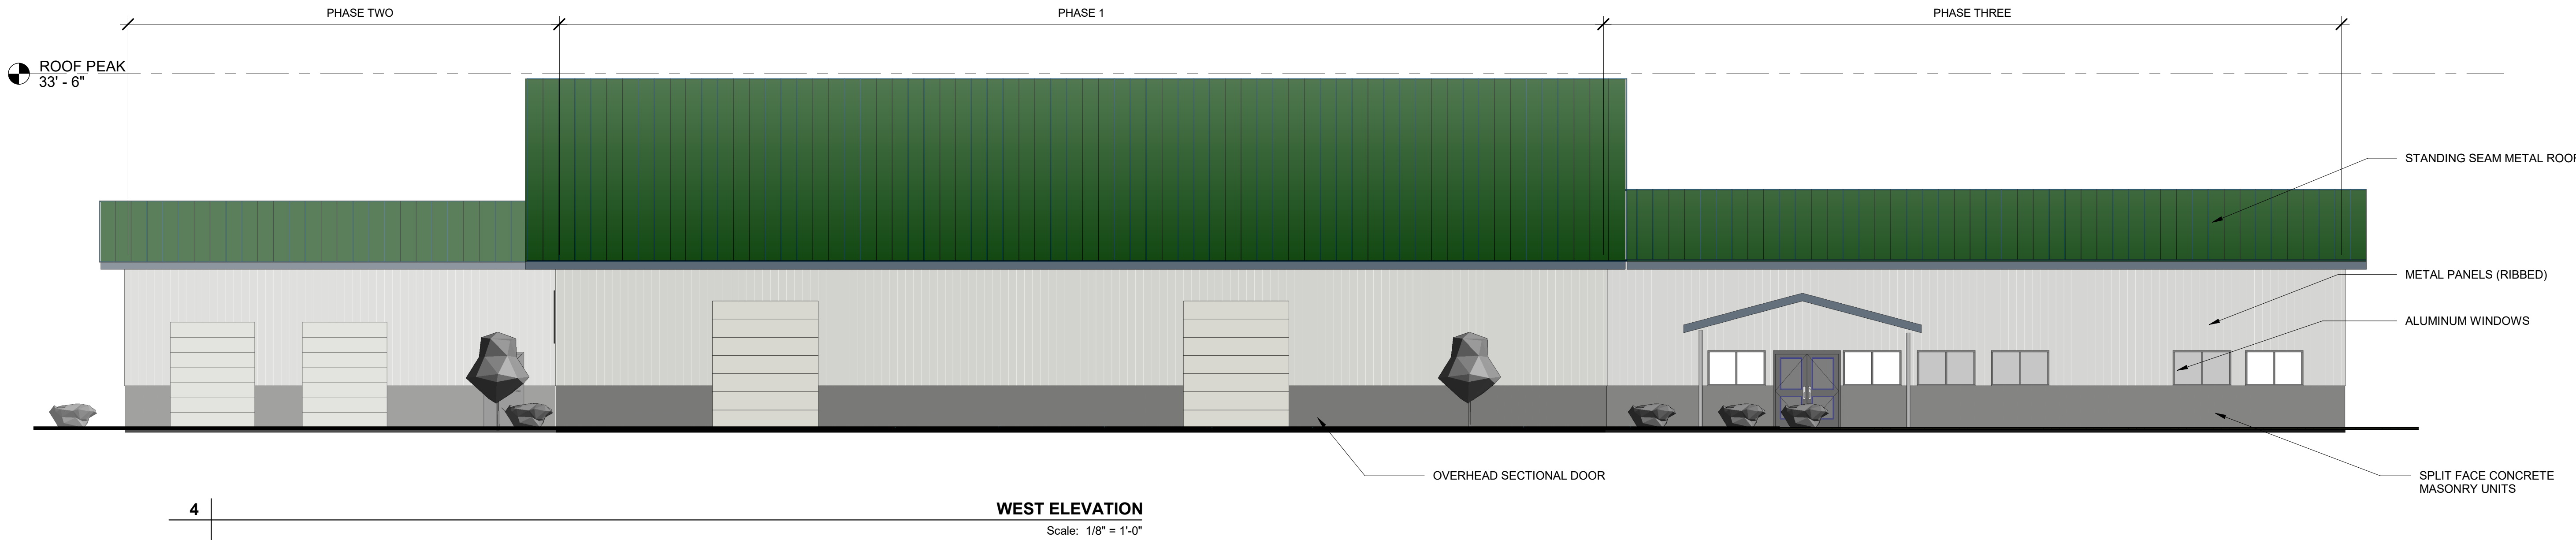 PHASE TWO
PHASE 1
PHASE THREE
ROOF PEAK
33' - 6"
STANDING SEAM METAL ROOF
METAL PANELS (RIBBED)
ALUMINUM WINDOWS
OVERHEAD SECTIONAL DOOR
SPLIT FACE CONCRETE
MASONRY UNITS
4
WEST ELEVATION
Scale: 1/8" = 1'-0"